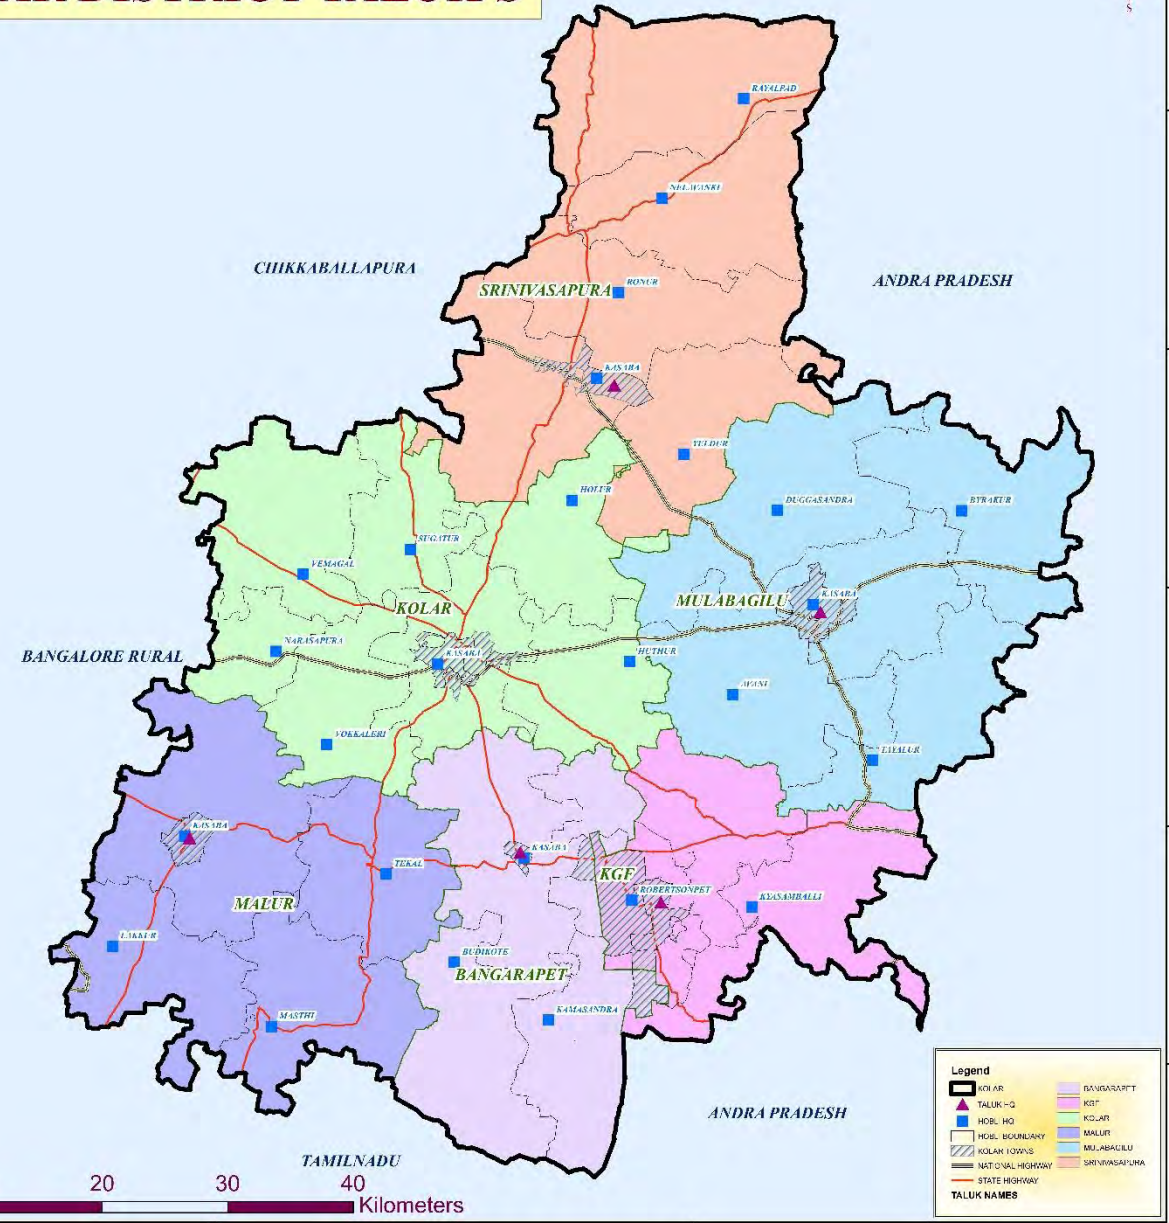 S
RAYALPAD
NELAVANKI
CHIKKABALLAPURA
ANDRA PRADESH
SRINIVASAPURA
RONUR
KASABA
YELDUR
HOLUR
DUGGASANDRA
BYRAKUR
SUGATUR
VEMAGAL
KASABA
MULABAGILU
KOLAR
NARASAPURA
HUTHUR
KASABA
BANGALORE RURAL
AVANI
VOKKALERI
TAYALUR
KASABA
KASABA
TEKAL
KGF
ROBERTSONPET
KYASAMBALLI
MALUR
LAKKUR
BUDIKOTE
BANGARAPET
KAMASANDRA
MASTHI
ANDRA PRADESH
TAMILNADU
20 30 40
Kilometers
Legend
KOLAR
TALUK HQ
HOBLI HQ
HOBLI BOUNDARY
KOLAR TOWNS
NATIONAL HIGHWAY
STATE HIGHWAY
TALUK NAMES
BANGARAPET
KGF
KOLAR
MALUR
MULABAGILU
SRINIVASAPURA